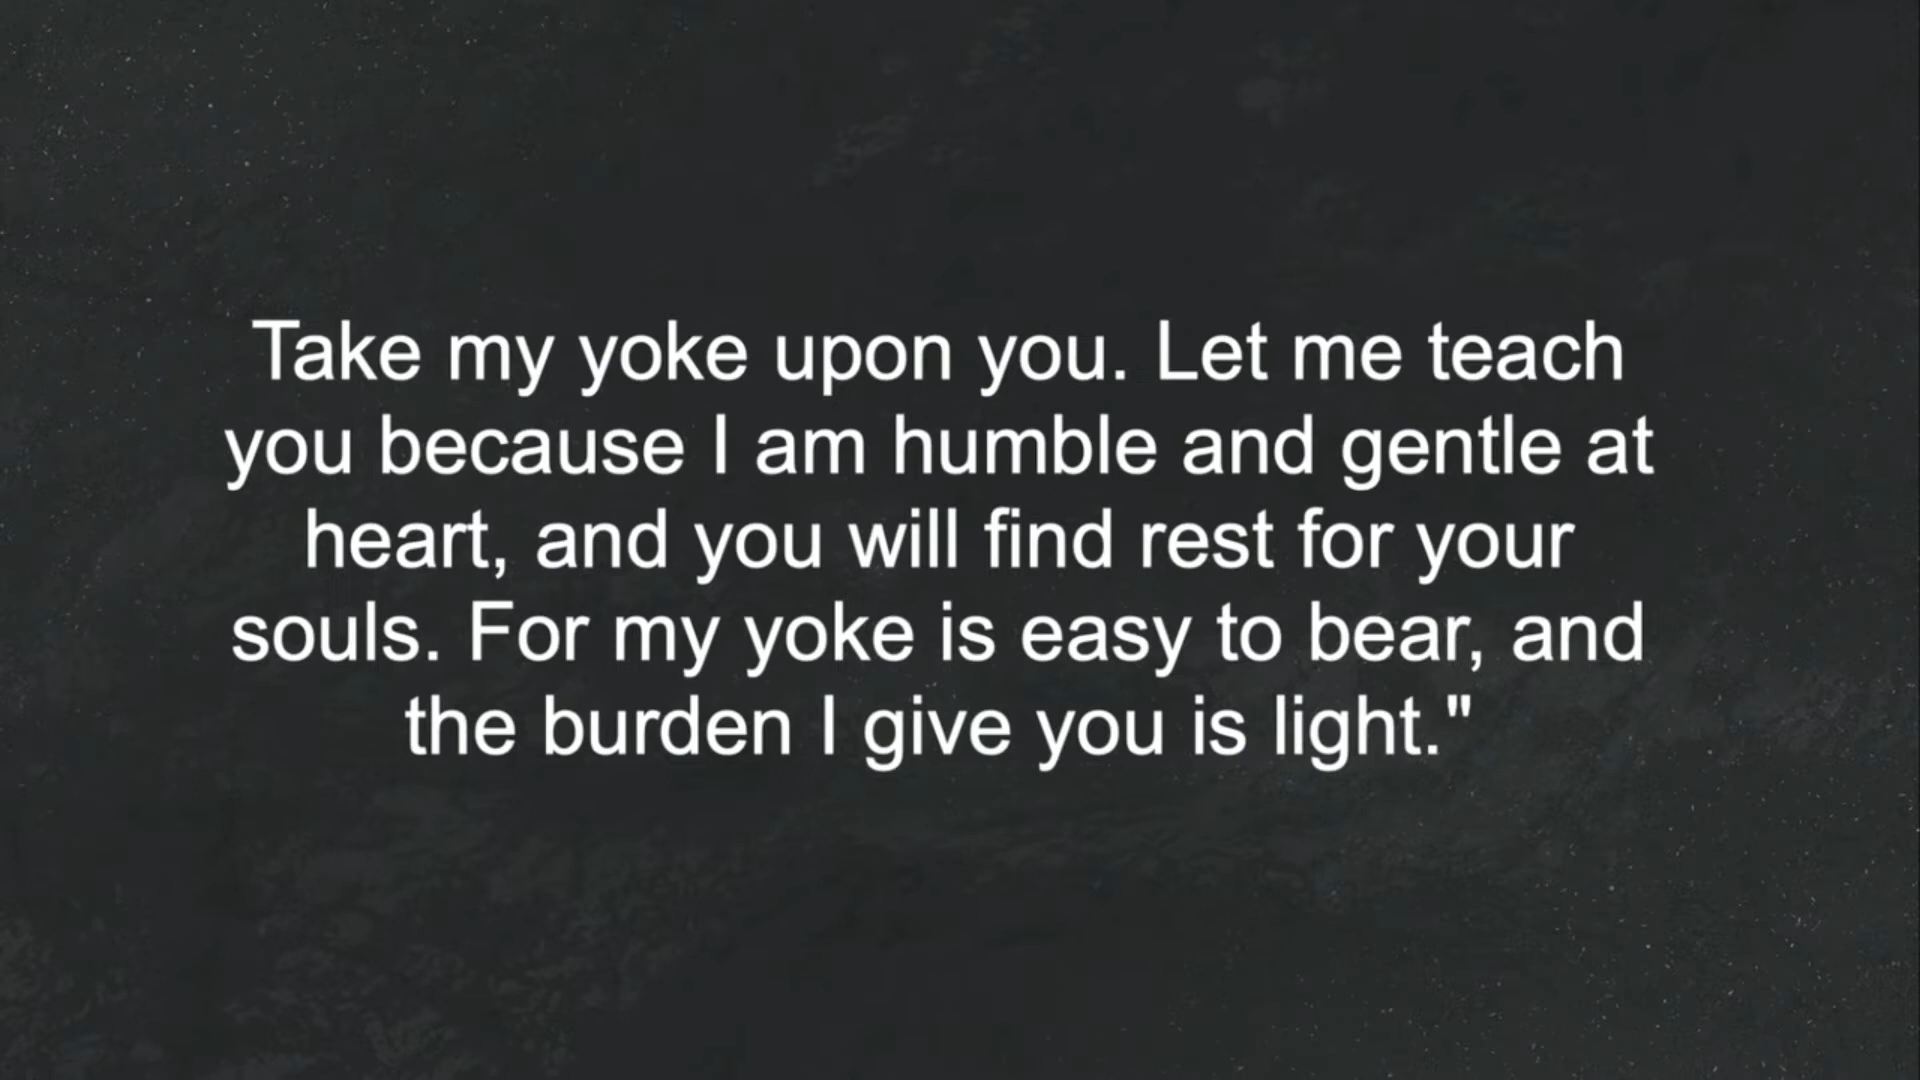 Take my yoke upon you. Let me teach
you because I am humble and gentle at
heart, and you will find rest for your
souls. For my yoke is easy to bear, and
the burden I give you is light."